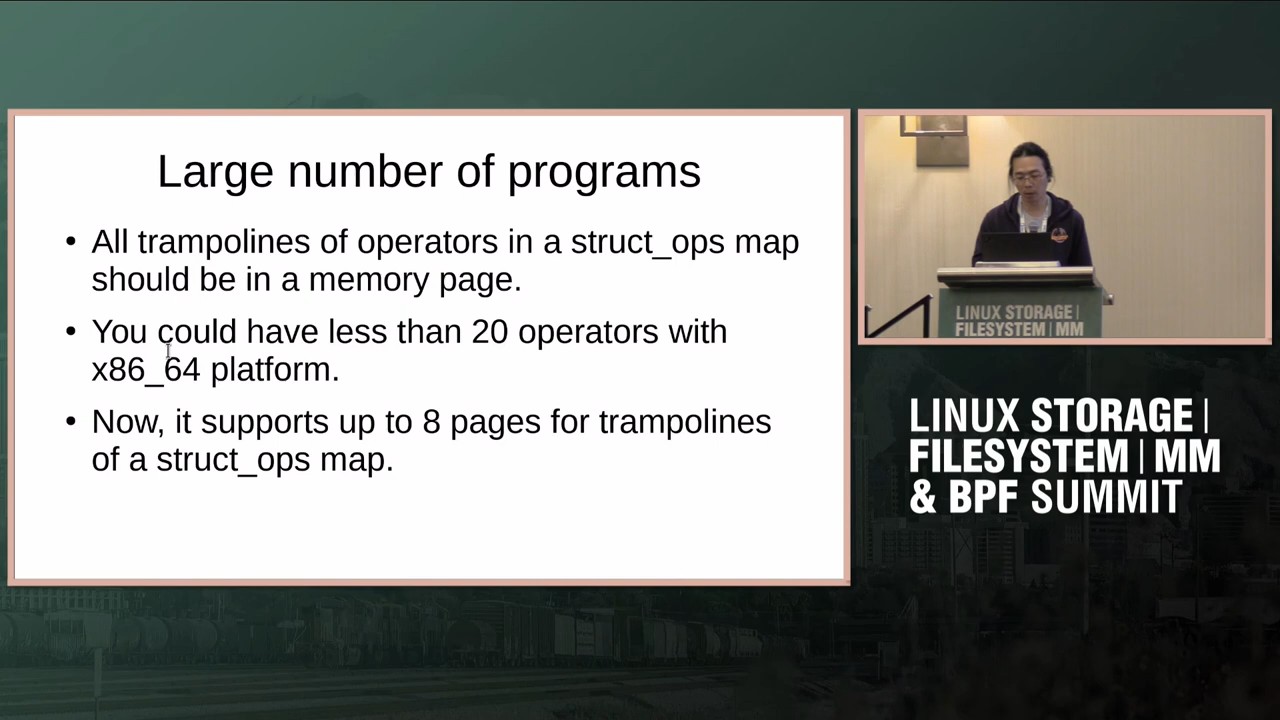 Large number of programs
• All trampolines of operators in a struct_ops map
should be in a memory page.
• You could have less than 20 operators with
x86_64 platform.
• Now, it supports up to 8 pages for trampolines
of a struct_ops map.
LINUX STORAGE |
FILESYSTEM | MM
LINUX STORAGE |
FILESYSTEM | MM
& BPF SUMMIT